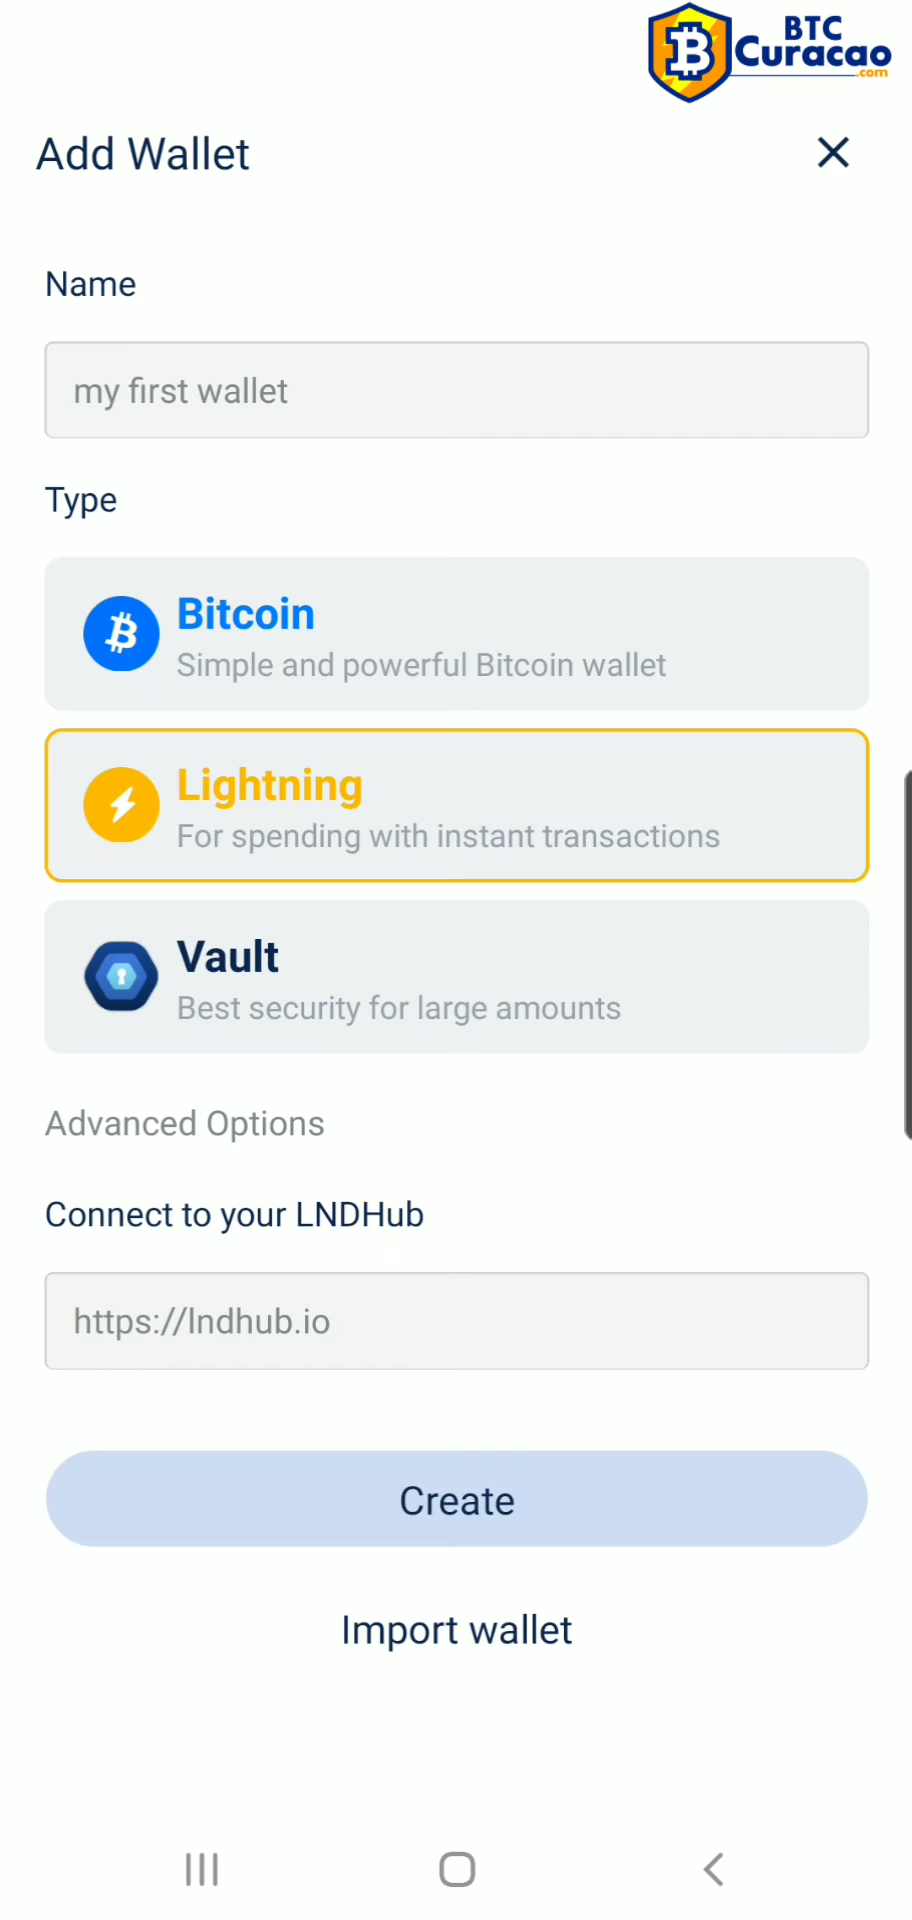 BTC
Curacao
.com
Add Wallet
Name
my first wallet
Type
Bitcoin
Simple and powerful Bitcoin wallet
Lightning
For spending with instant transactions
Vault
Best security for large amounts
Advanced Options
Connect to your LNDHub
https://lndhub.io
Create
Import wallet